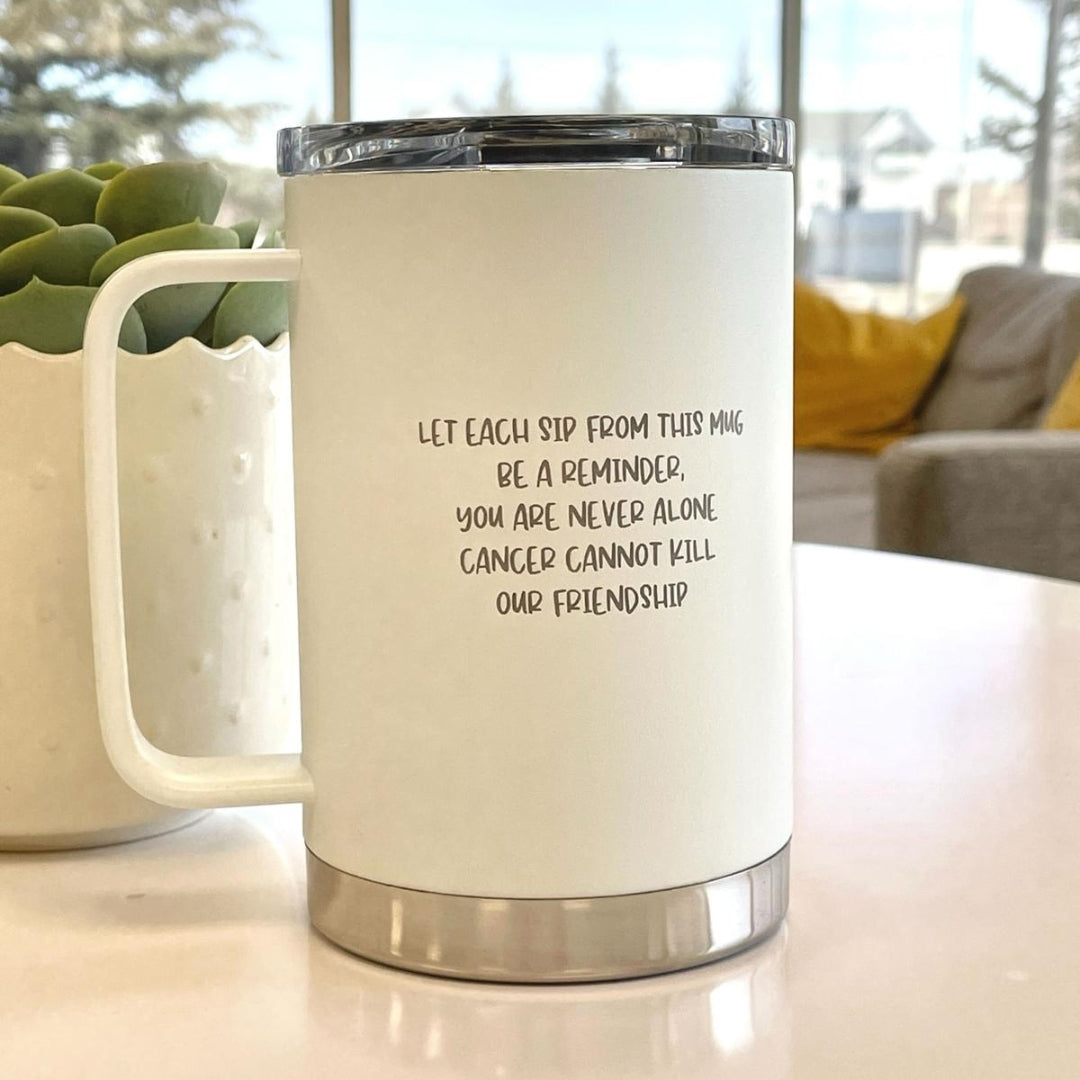 LET EACH SIP FROM THIS MUG
BE A REMINDER,
YOU ARE NEVER ALONE
CANCER CANNOT KILL
OUR FRIENDSHIP